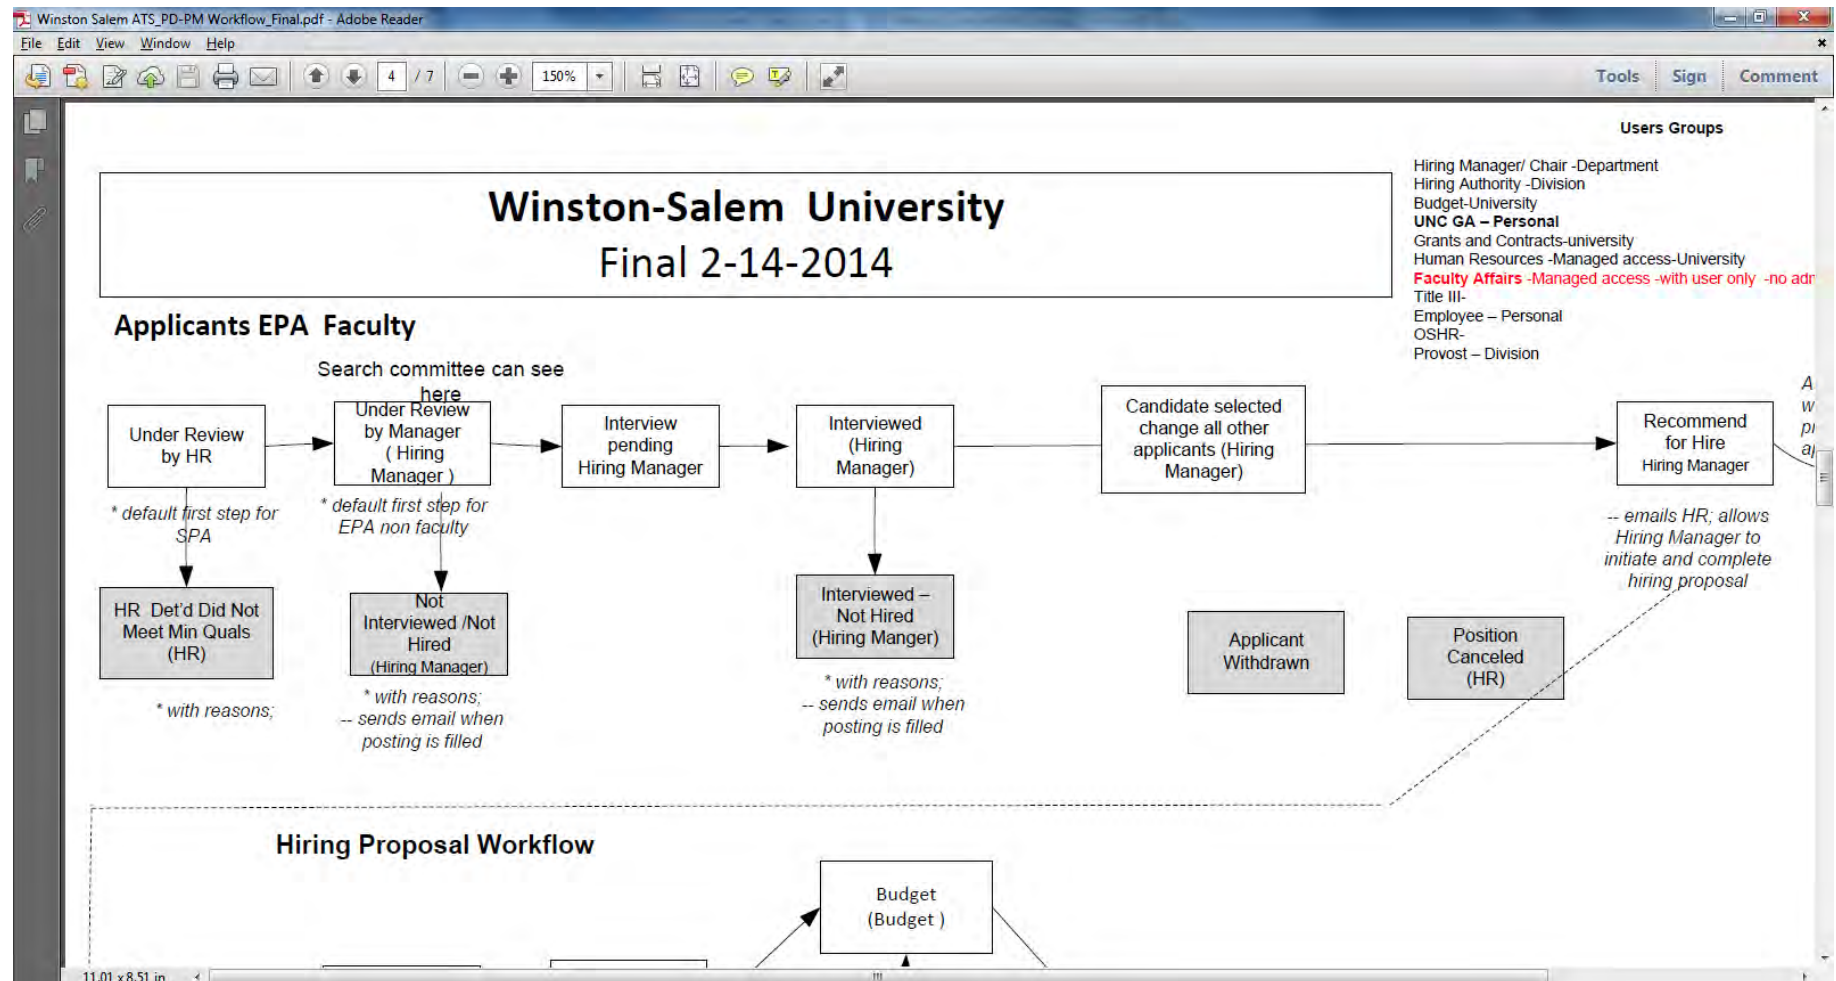 Winston Salem ATS_PD-PM Workflow_Final.pdf - Adobe Reader
File Edit View Window Help
4 / 7
150%
Tools Sign Comment
Users Groups
Hiring Manager/ Chair -Department
Hiring Authority -Division
Budget-University
UNC GA – Personal
Grants and Contracts-university
Human Resources -Managed access-University
Faculty Affairs -Managed access -with user only -no
Title III-
Employee – Personal
OSHR-
Provost – Division
Winston-Salem University
Final 2-14-2014
Applicants EPA Faculty
Search committee can see
here
Under Review
by HR
* default first step for
SPA
Under Review
by Manager
( Hiring
Manager )
* default first step for
EPA non faculty
Interview
pending
Hiring Manager
Interviewed
(Hiring
Manager)
Candidate selected
change all other
applicants (Hiring
Manager)
Recommend
for Hire
Hiring Manager
-- emails HR; allows
Hiring Manager to
initiate and complete
hiring proposal
HR Det'd Did Not
Meet Min Quals
(HR)
* with reasons;
Not
Interviewed /Not
Hired
(Hiring Manager)
* with reasons;
-- sends email when
posting is filled
Interviewed –
Not Hired
(Hiring Manger)
* with reasons;
-- sends email when
posting is filled
Applicant
Withdrawn
Position
Canceled
(HR)
Hiring Proposal Workflow
Budget
(Budget )
11.01 x 8.51 in